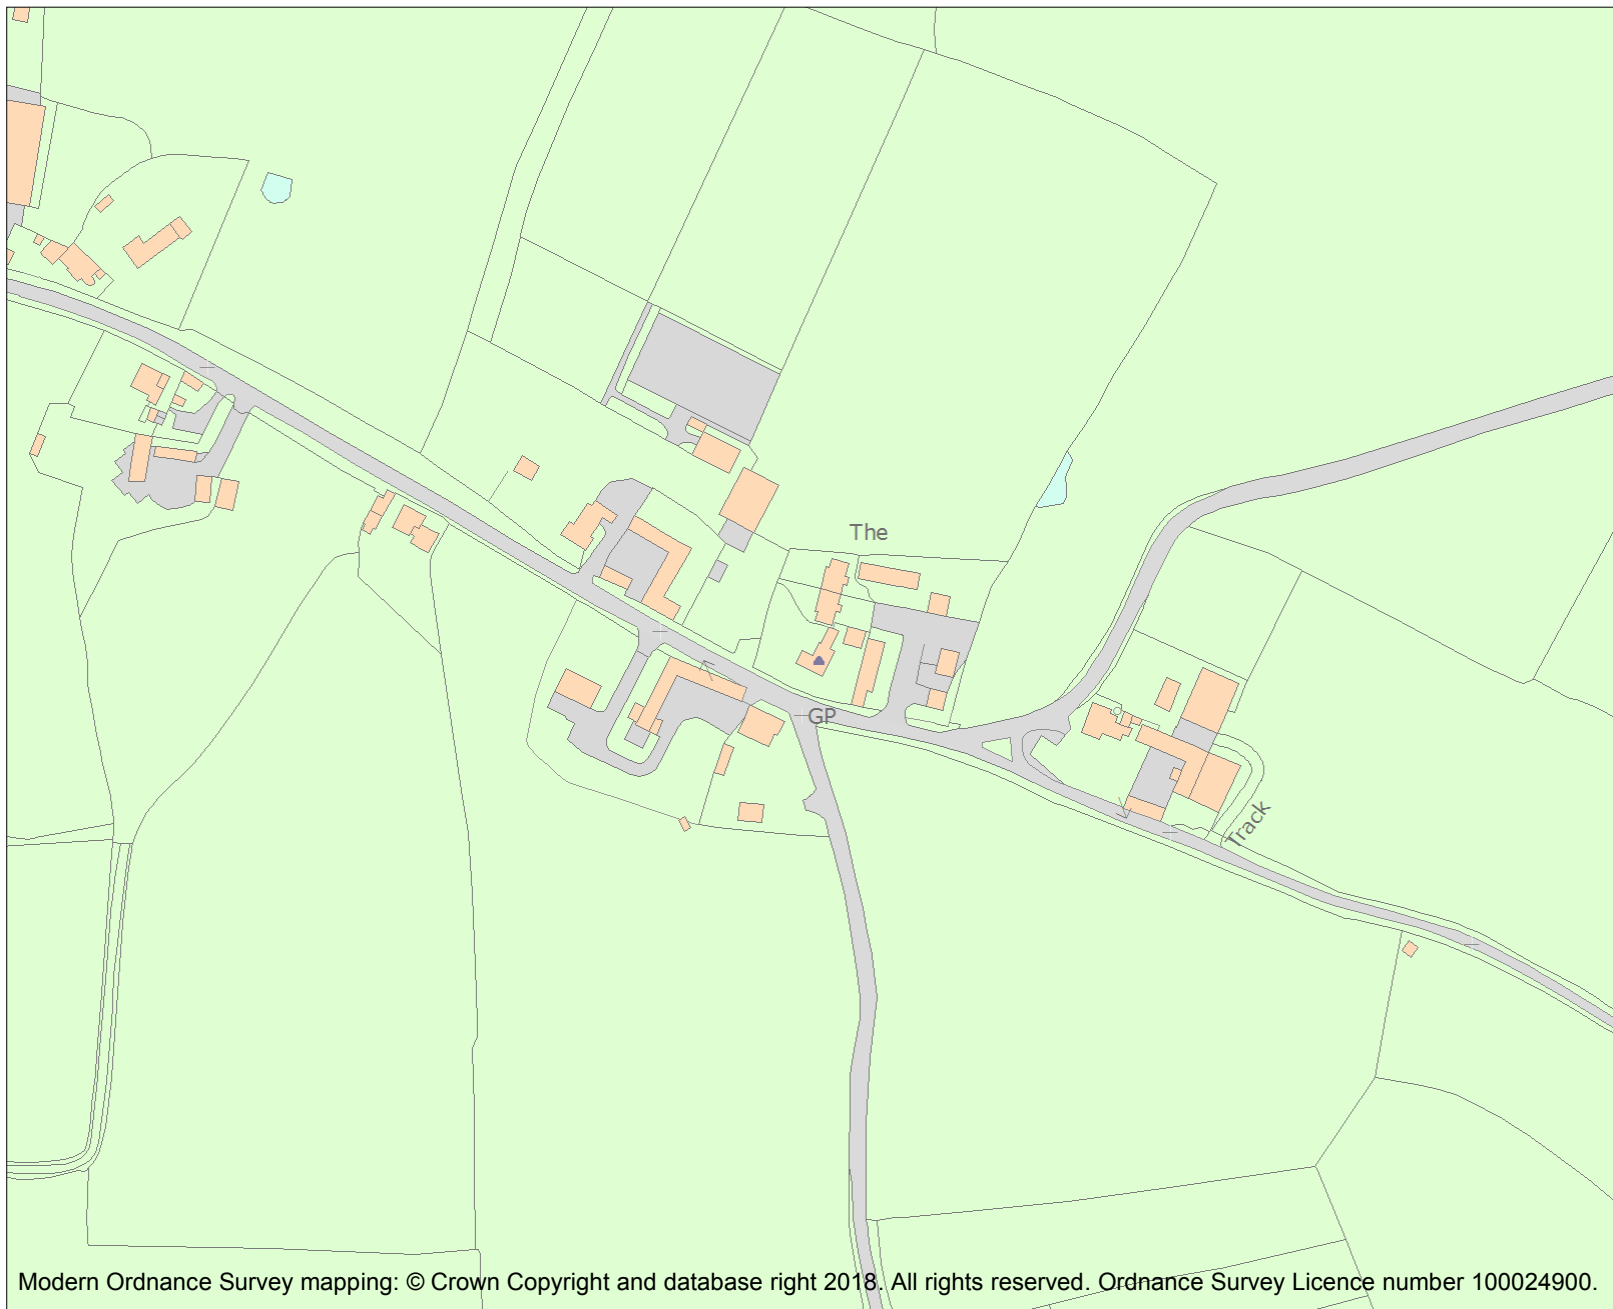 The
GP
Track
Modern Ordnance Survey mapping: © Crown Copyright and database right 2018. All rights reserved. Ordnance Survey Licence number 100024900.